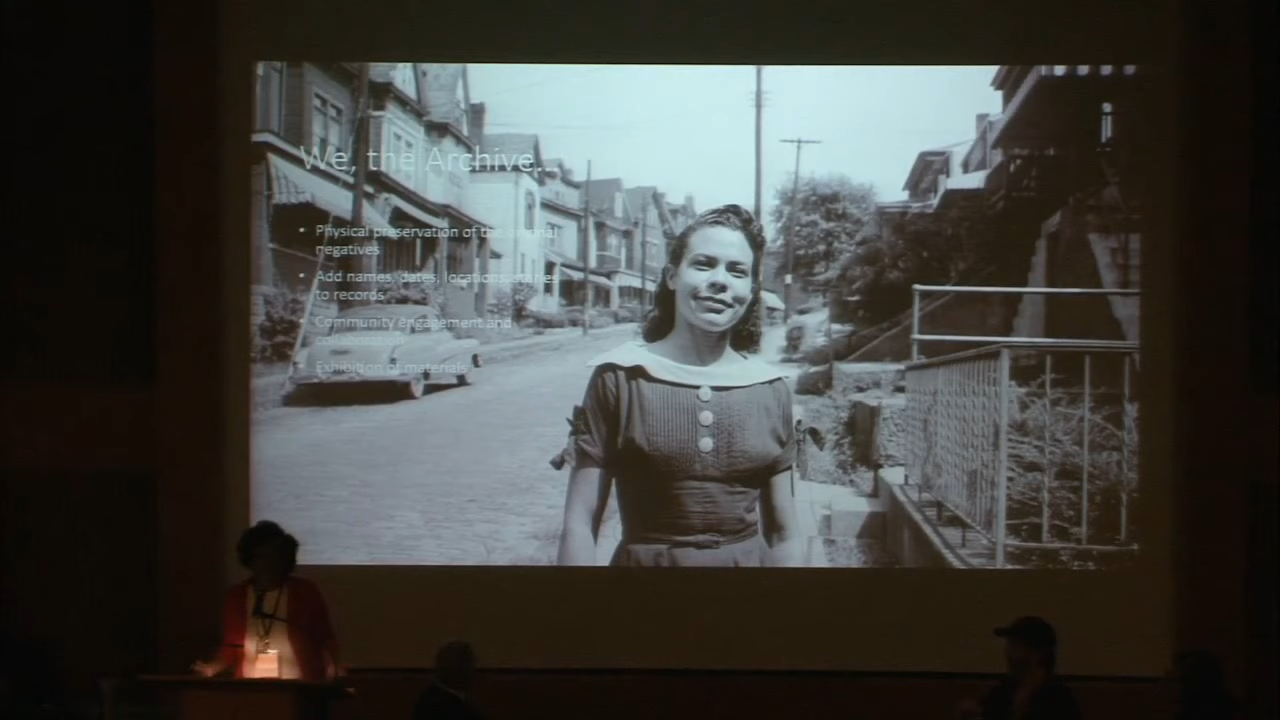 We, the Archive...
• Physical preservation of the original
negatives
• Add names, dates, locations, stories
to records
Community engagement and
collaboration
Exhibition of materials